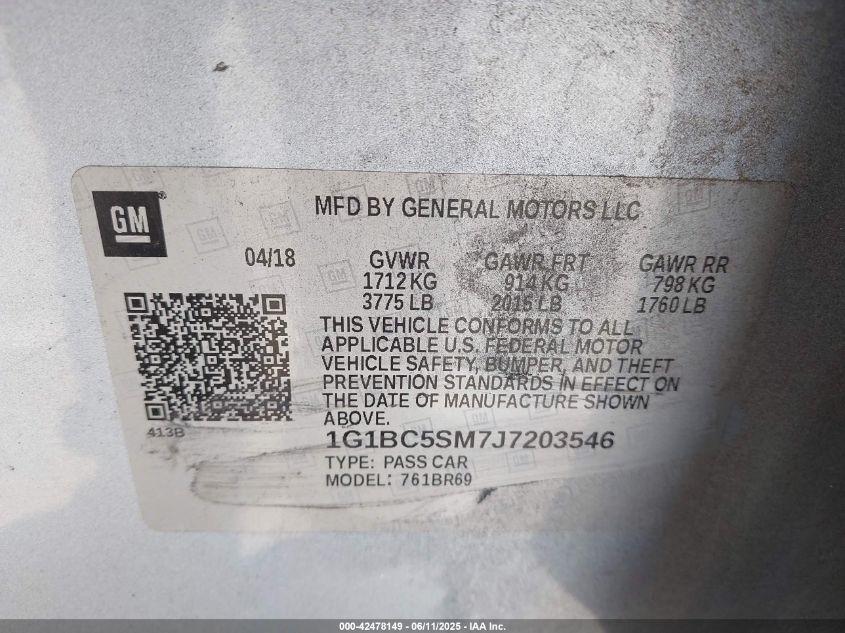 GM
MFD BY GENERAL MOTORS LLC
04/18
GVWR GAWR FRT GAWR RR
1712 KG 914 KG 798 KG
3775 LB 2015 LB 1760 LB
THIS VEHICLE CONFORMS TO ALL
APPLICABLE U.S. FEDERAL MOTOR
VEHICLE SAFETY, BUMPER, AND THEFT
PREVENTION STANDARDS IN EFFECT ON
THE DATE OF MANUFACTURE SHOWN
ABOVE.
413B
1G1BC5SM7J7203546
TYPE: PASS CAR
MODEL: 761BR69
000-42478149 - 06/11/2025 - IAA Inc.